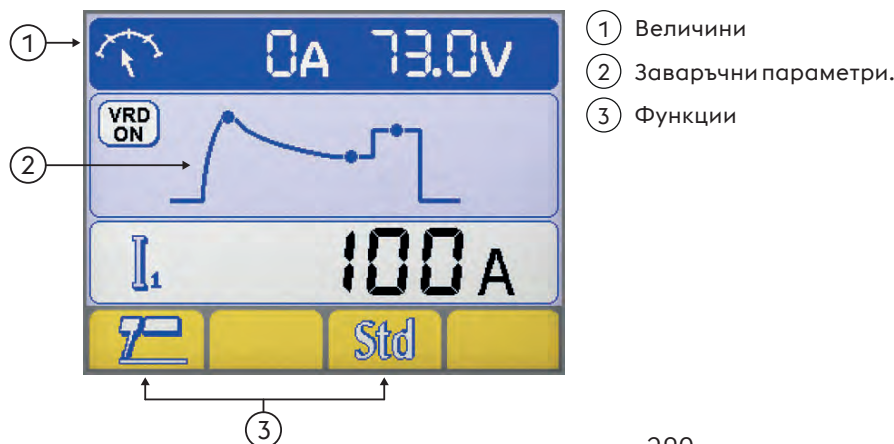 1
0A 73.0V
VRD
ON
2
I1
100A
Std
3
1 Величини
2 Заваръчни параметри.
3 Функции